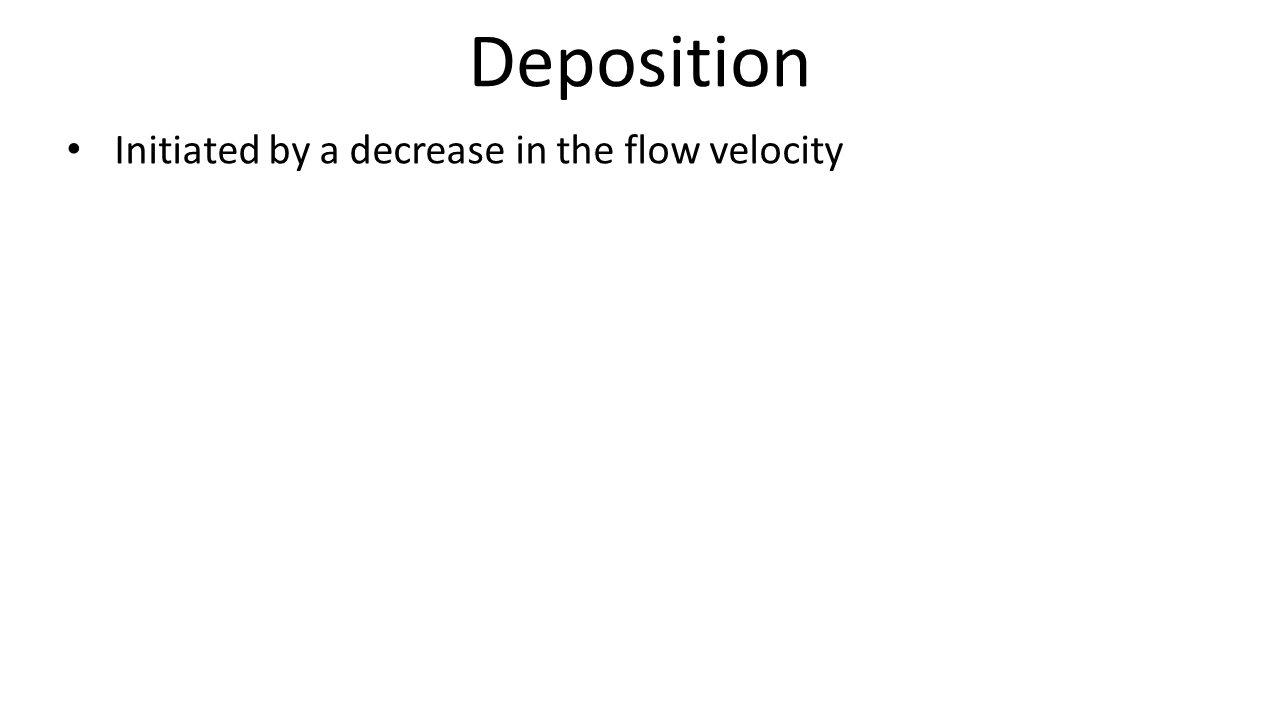 Deposition
• Initiated by a decrease in the flow velocity